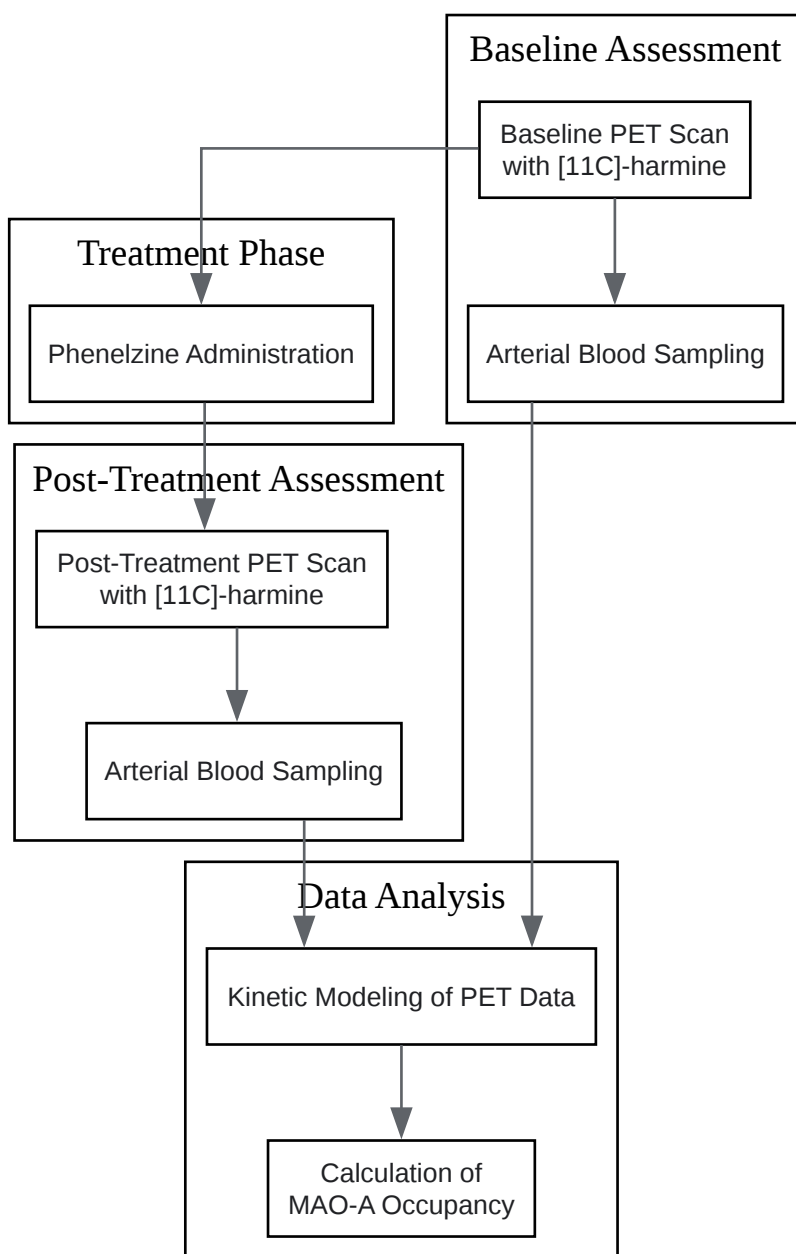 Baseline Assessment
Baseline PET Scan
with [11C]-harmine
Treatment Phase
Phenelzine Administration
Arterial Blood Sampling
Post-Treatment Assessment
Post-Treatment PET Scan
with [11C]-harmine
Arterial Blood Sampling
Data Analysis
Kinetic Modeling of PET Data
Calculation of
MAO-A Occupancy